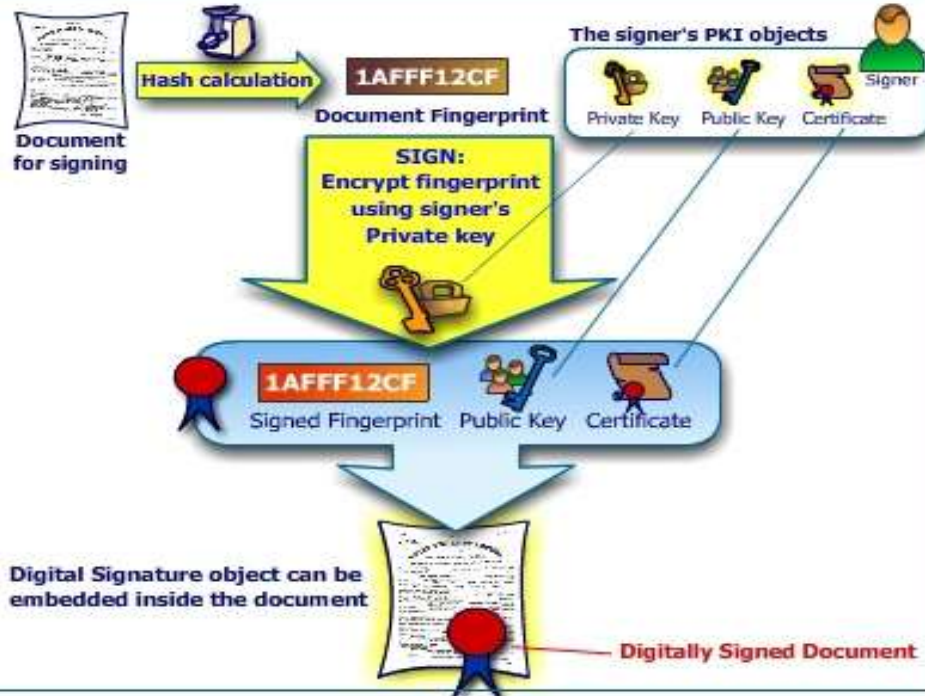 Hash calculation
1AFFF12CF
Document Fingerprint
Document
for signing
The signer's PKI objects
Signer
Private Key
Public Key
Certificate
SIGN:
Encrypt fingerprint
using signer's
Private key
1AFFF12CF
Signed Fingerprint
Public Key
Certificate
Digital Signature object can be
embedded inside the document
Digitally Signed Document